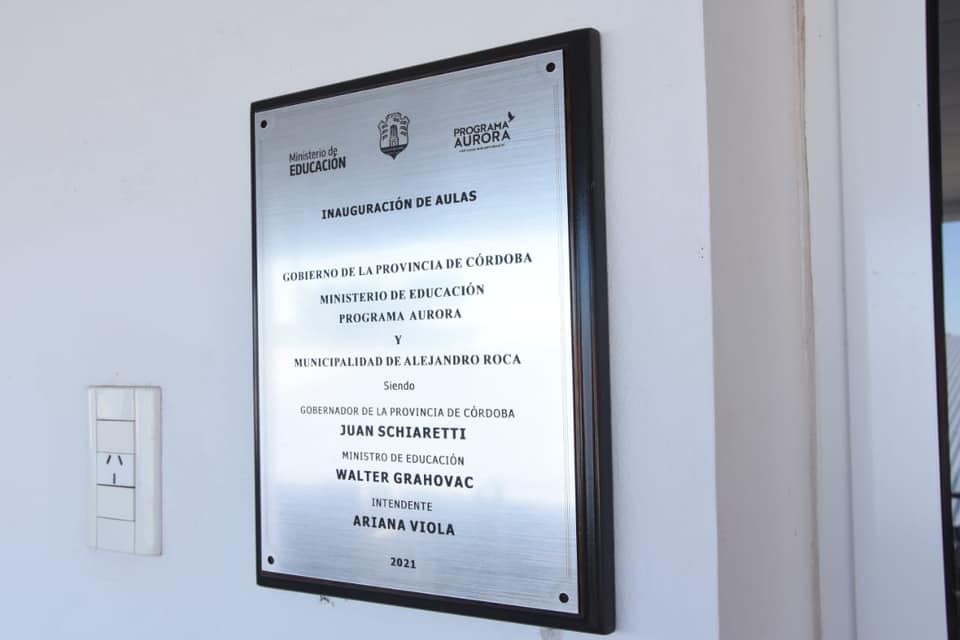 Ministerio de
EDUCACIÓN
PROGRAMA
AURORA
INAUGURACIÓN DE AULAS
GOBIERNO DE LA PROVINCIA DE CÓRDOBA
MINISTERIO DE EDUCACIÓN
PROGRAMA AURORA
Y
MUNICIPALIDAD DE ALEJANDRO ROCA
Siendo
GOBERNADOR DE LA PROVINCIA DE CÓRDOBA
JUAN SCHIARETTI
MINISTRO DE EDUCACIÓN
WALTER GRAHOVAC
INTENDENTE
ARIANA VIOLA
2021